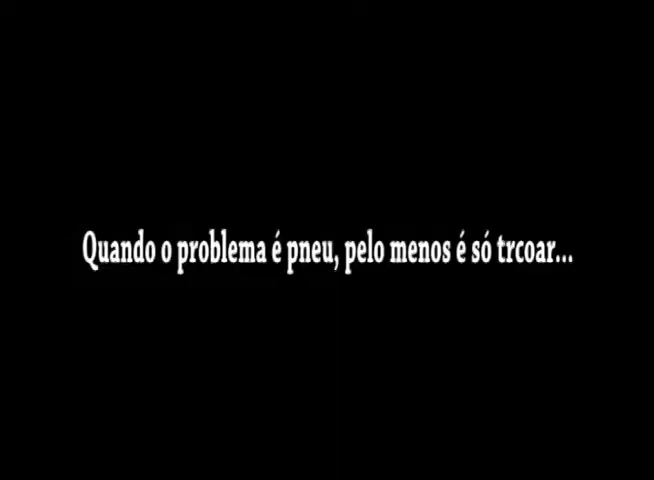 Quando o problema é pneu, pelo menos é só trcoar...